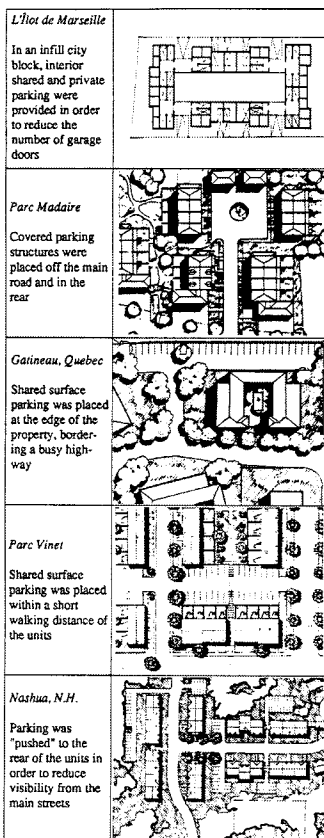 L'Îlot de Marseille
In an infill city
block, interior
shared and private
parking were
provided in order
to reduce the
number of garage
doors
Parc Madaire
Covered parking
structures were
placed off the main
road and in the
rear
Gatineau, Quebec
Shared surface
parking was placed
at the edge of the
property, border-
ing a busy high-
way
Parc Vinet
Shared surface
parking was placed
within a short
walking distance of
the units
Nashua, N.H.
Parking was
"pushed" to the
rear of the units in
order to reduce
visibility from the
main streets